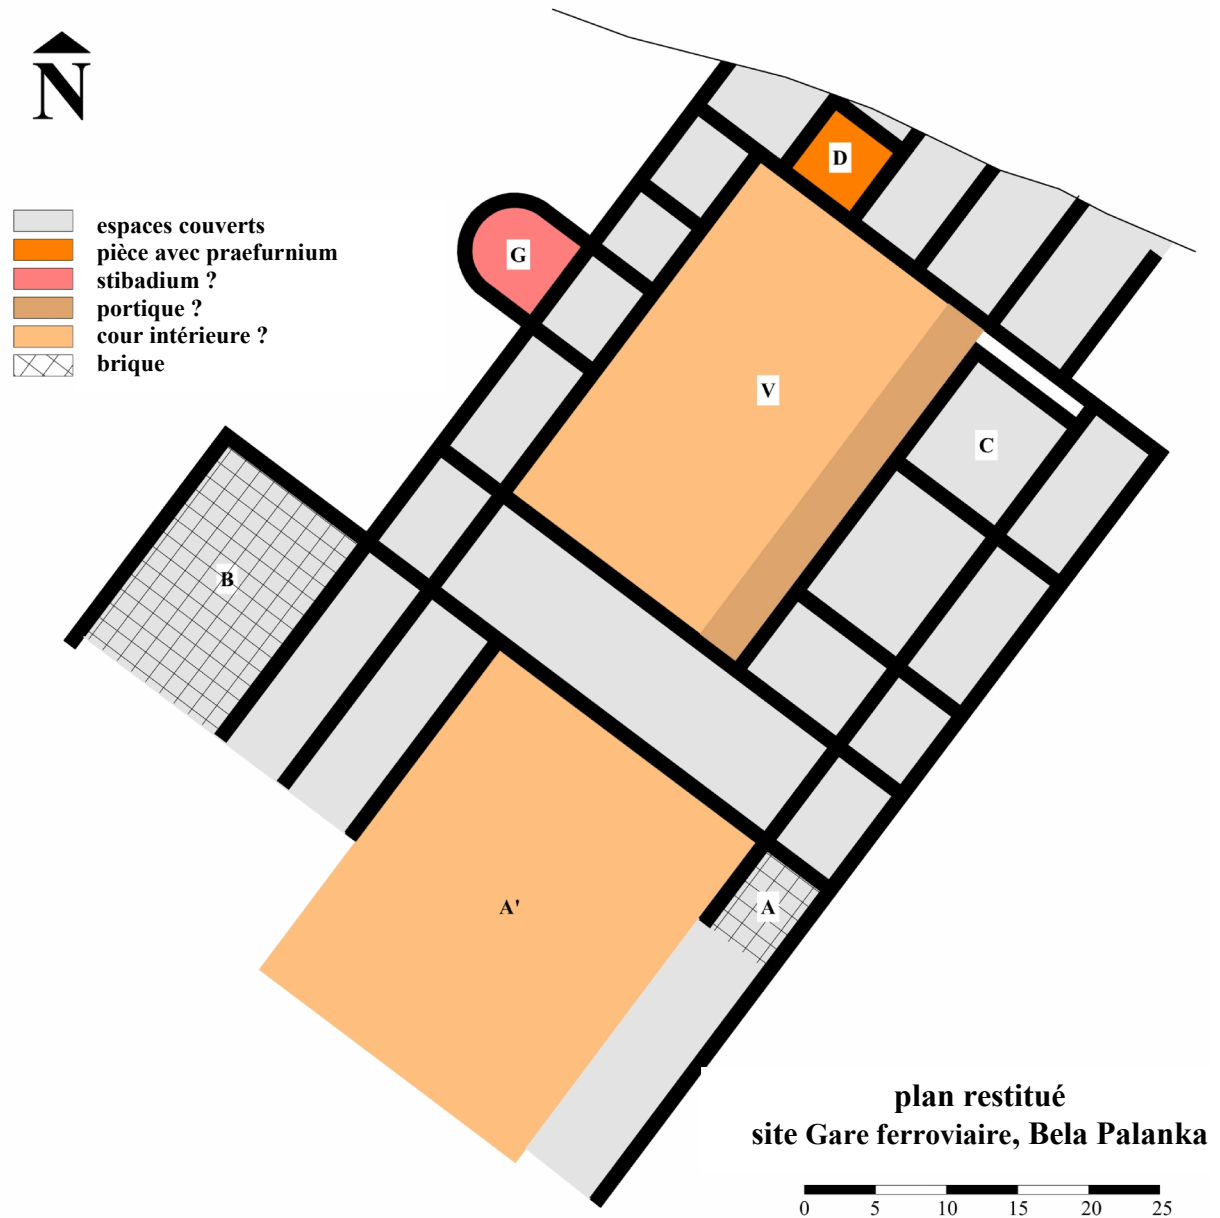 N
espaces couverts
pièce avec praefurnium
stibadium ?
portique ?
cour intérieure ?
brique
D
G
V
C
B
A'
A
plan restitué
site Gare ferroviaire, Bela Palanka
0 5 10 15 20 25